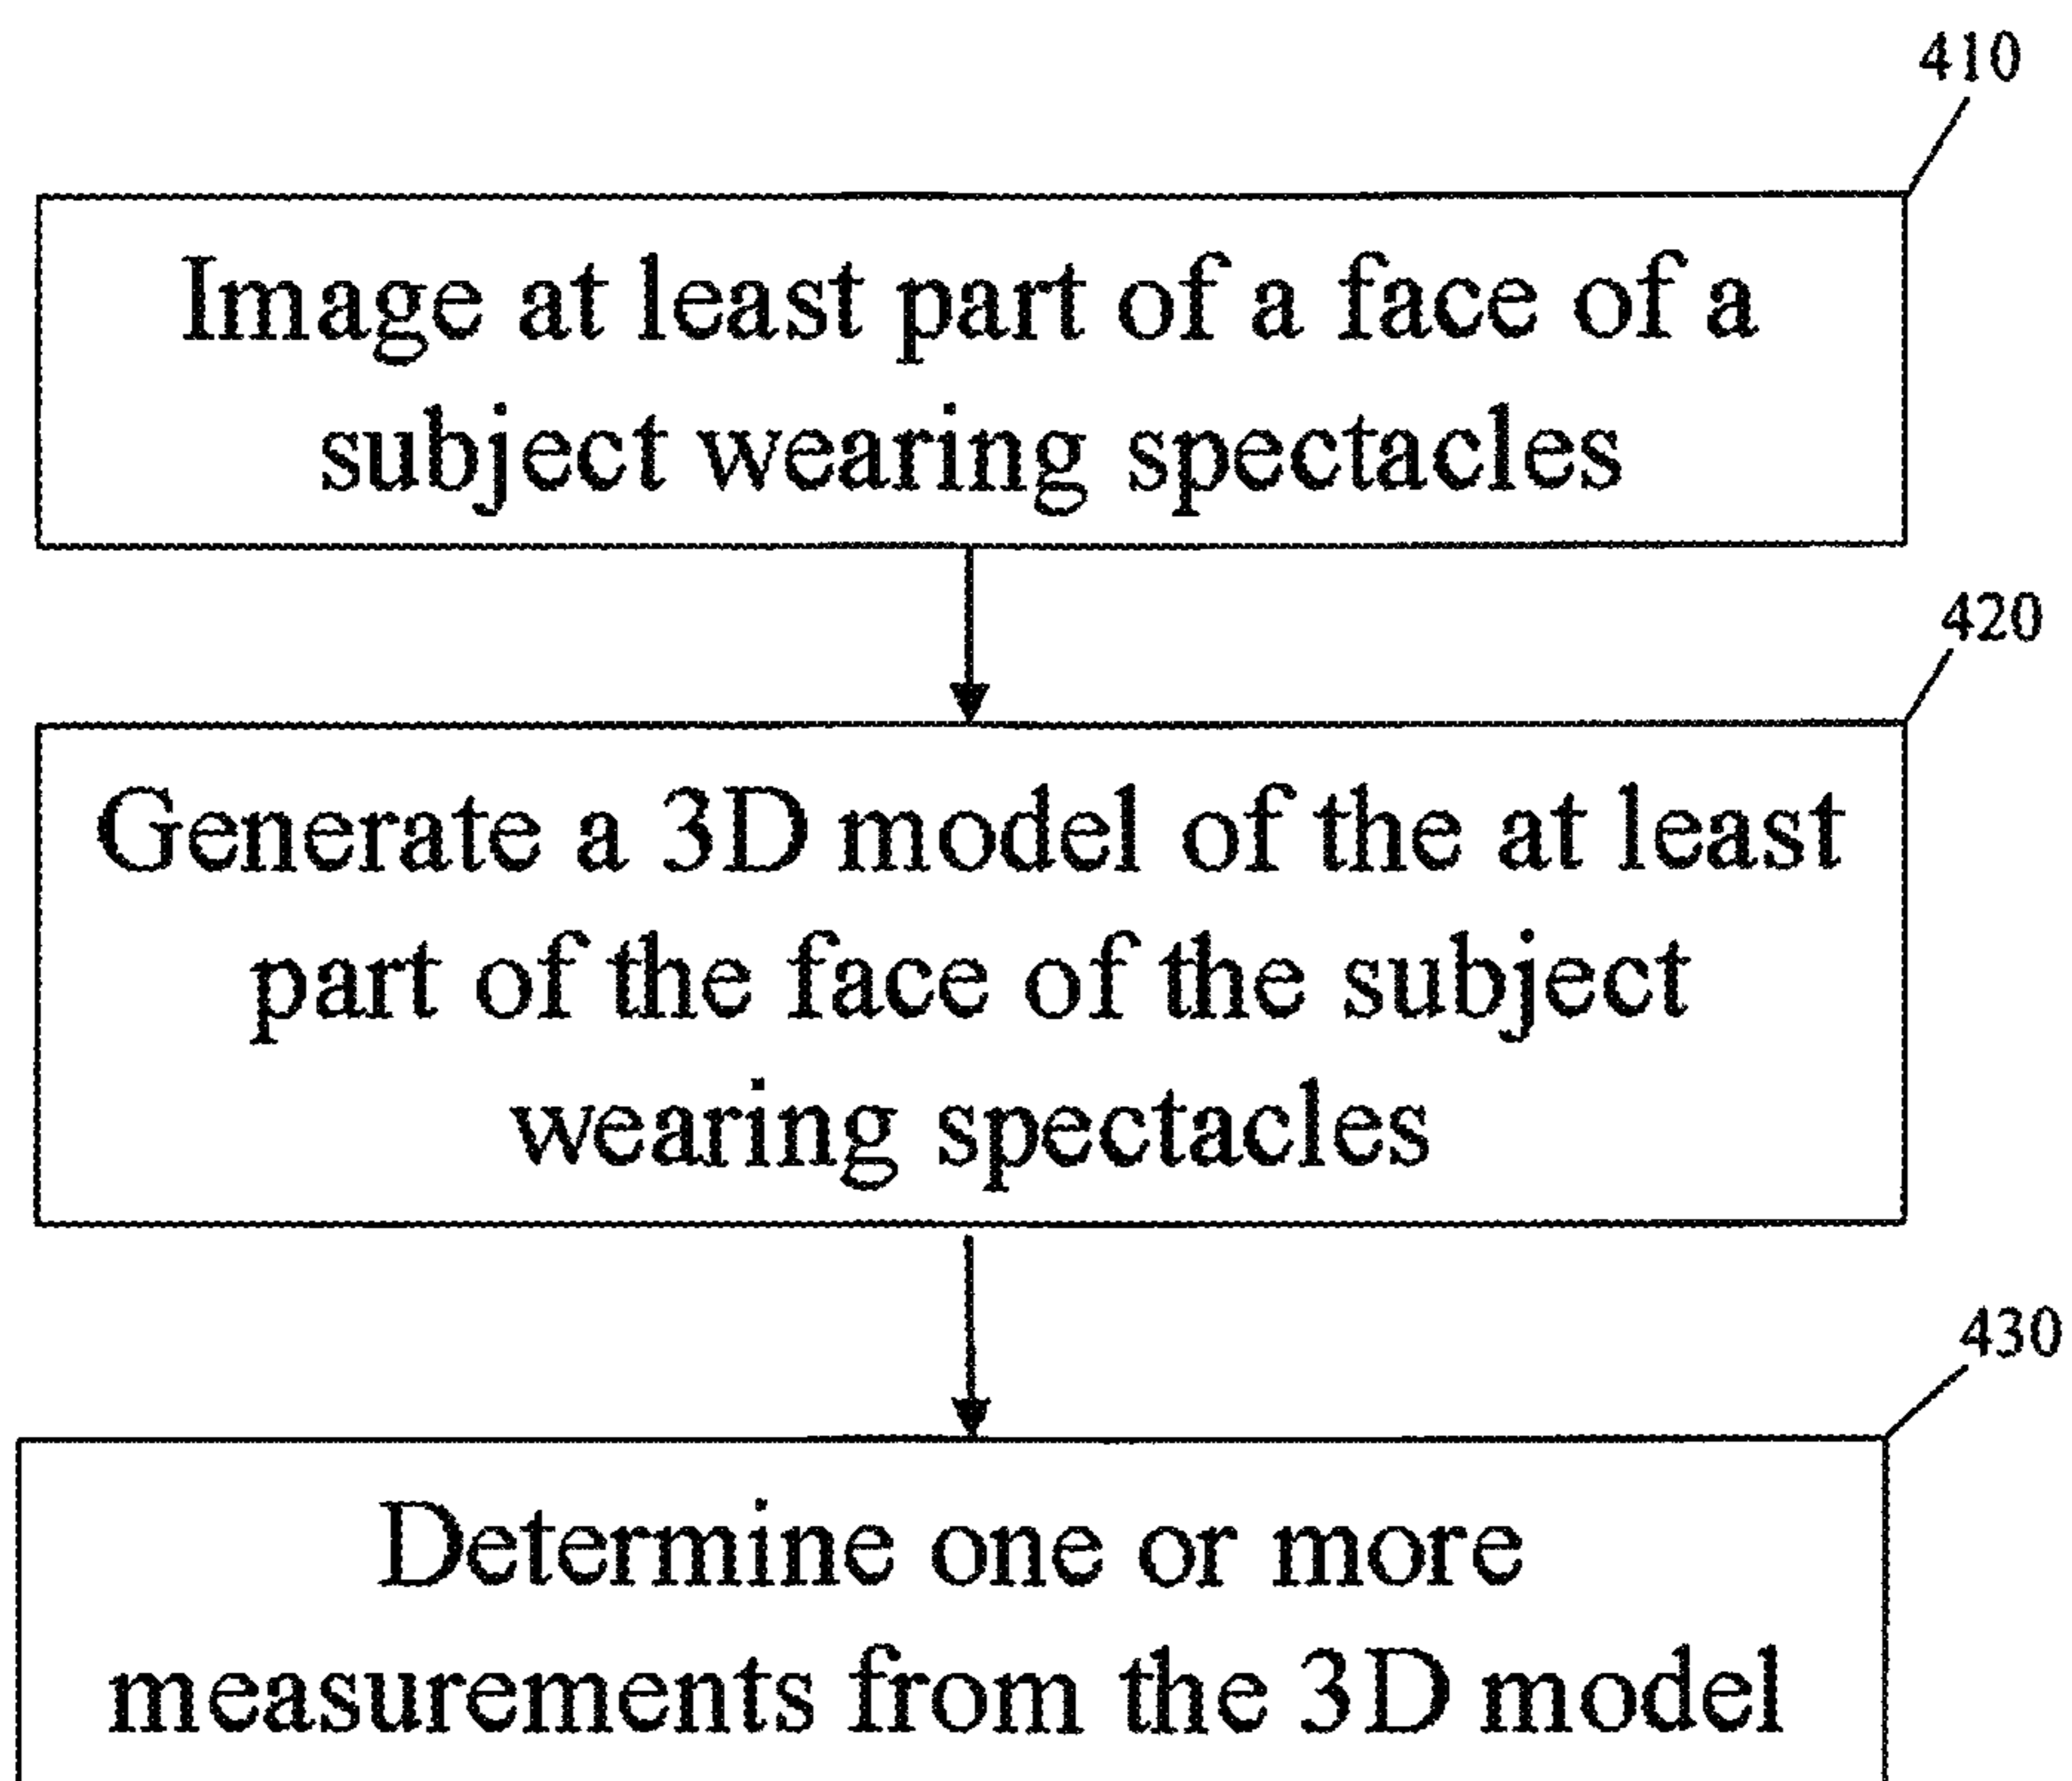 410
Image at least part of a face of a
subject wearing spectacles
420
Generate a 3D model of the at least
part of the face of the subject
wearing spectacles
430
Determine one or more
measurements from the 3D model